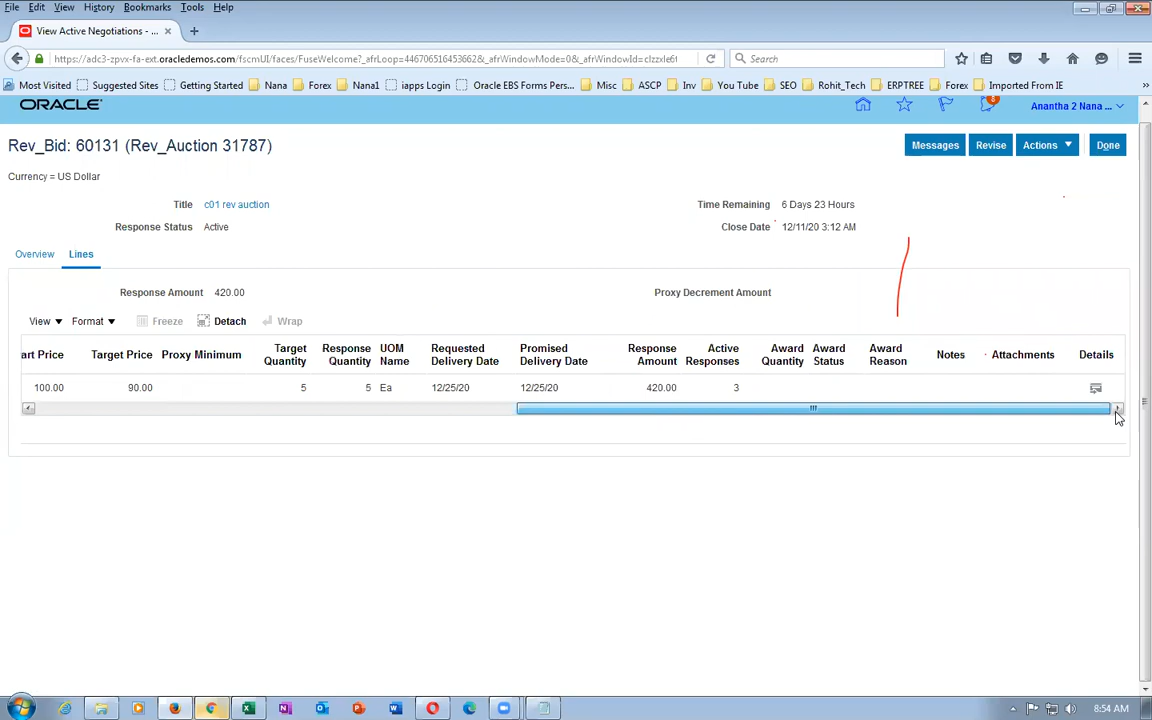 File Edit View History Bookmarks Tools Help
View Active Negotiations - ...
https://adc3-zpvx-fa-ext.oracledemos.com/fscmUI/faces/FuseWelcome?_afrLoop=4467065164536​62&_afrWindowMode=0&_afrWindowId=clzzxle6
Search
Most Visited Suggested Sites Getting Started Nana Forex Nana1 iapps Login Oracle EBS Forms Pers... Misc ASCP Inv You Tube SEO Rohit_Tech ERPTREE Forex Imported From IE »
ORACLE Anantha 2 Nana ...
Rev_Bid: 60131 (Rev_Auction 31787)
Messages Revise Actions Done
Currency = US Dollar
Title c01 rev auction
Time Remaining 6 Days 23 Hours
Response Status Active
Close Date 12/11/20 3:12 AM
Overview Lines
Response Amount 420.00
Proxy Decrement Amount
View Format Freeze Detach Wrap
art Price Target Price Proxy Minimum Target Quantity Response Quantity UOM Name Requested Delivery Date Promised Delivery Date Response Amount Active Responses Award Quantity Award Status Award Reason Notes Attachments Details
100.00 90.00 5 5 Ea 12/25/20 12/25/20 420.00 3
8:54 AM